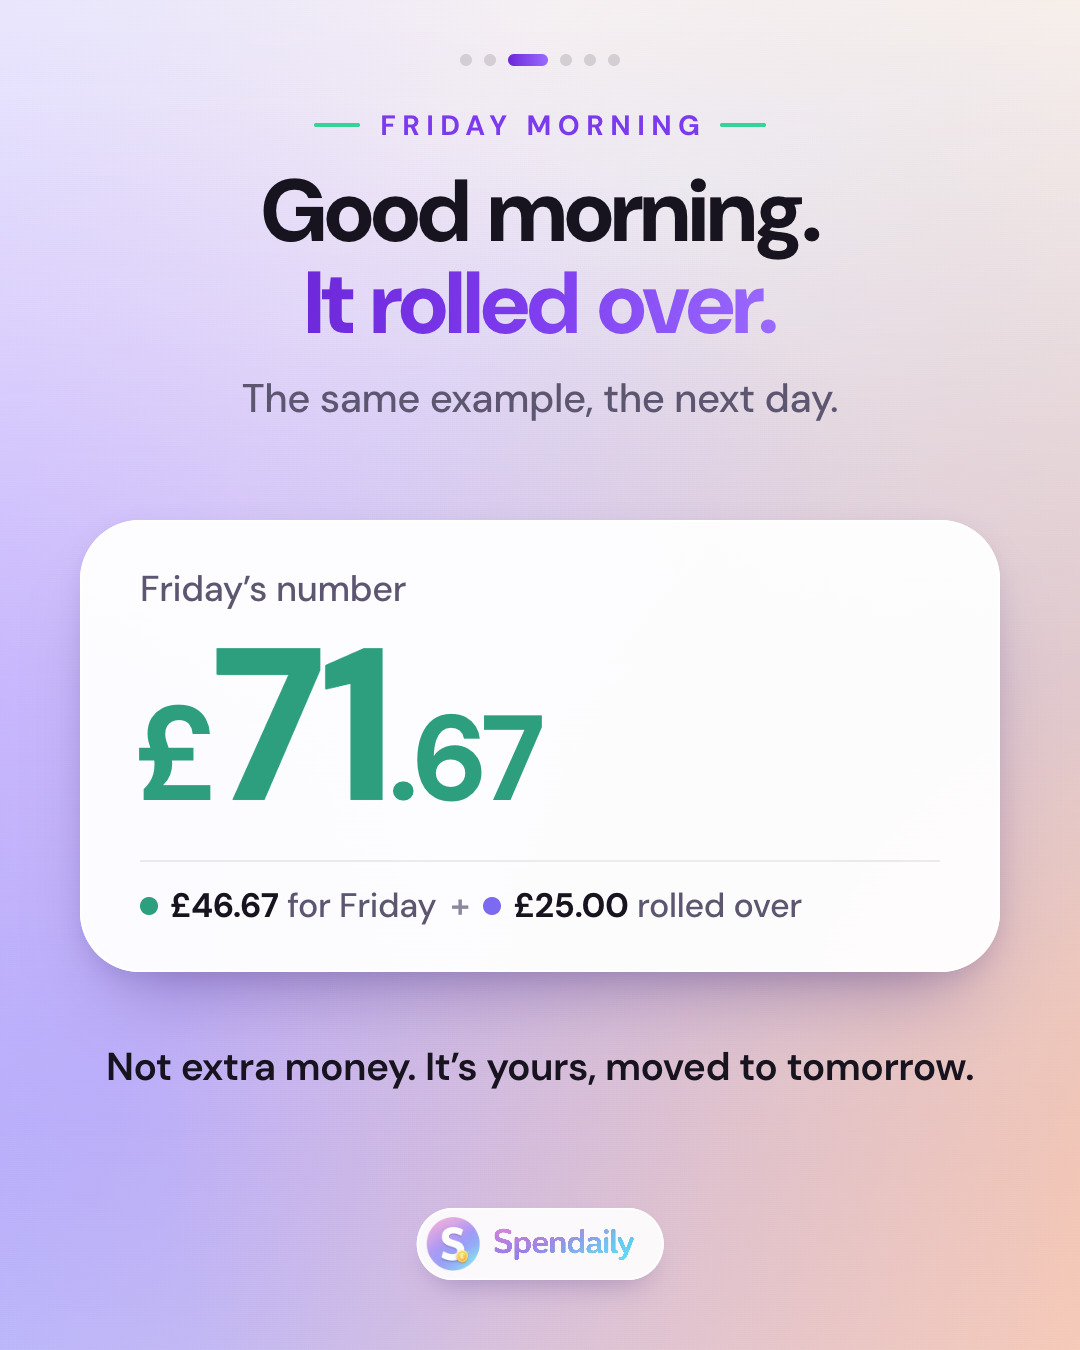 FRIDAY MORNING
Good morning.
It rolled over.
The same example, the next day.
Friday’s number
£71.67
£46.67 for Friday + £25.00 rolled over
Not extra money. It’s yours, moved to tomorrow.
S Spendaily